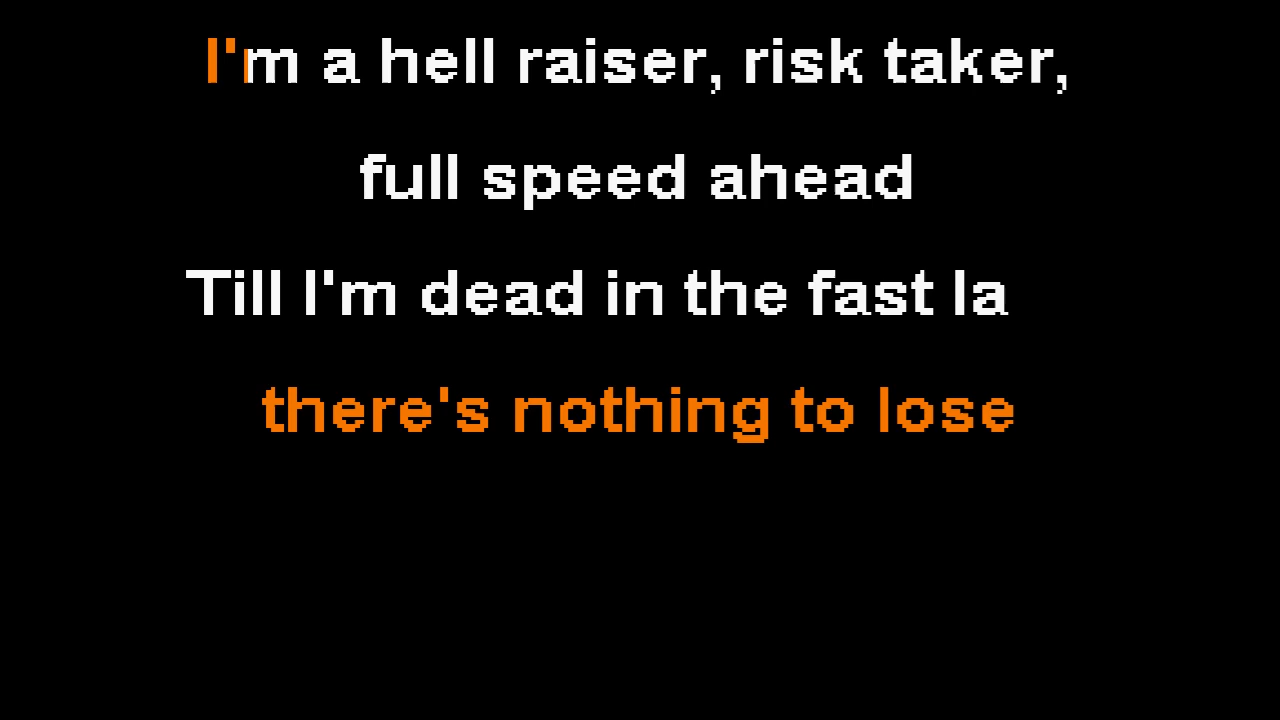 I'm a hell raiser, risk taker,
full speed ahead
Till I'm dead in the fast la
there's nothing to lose